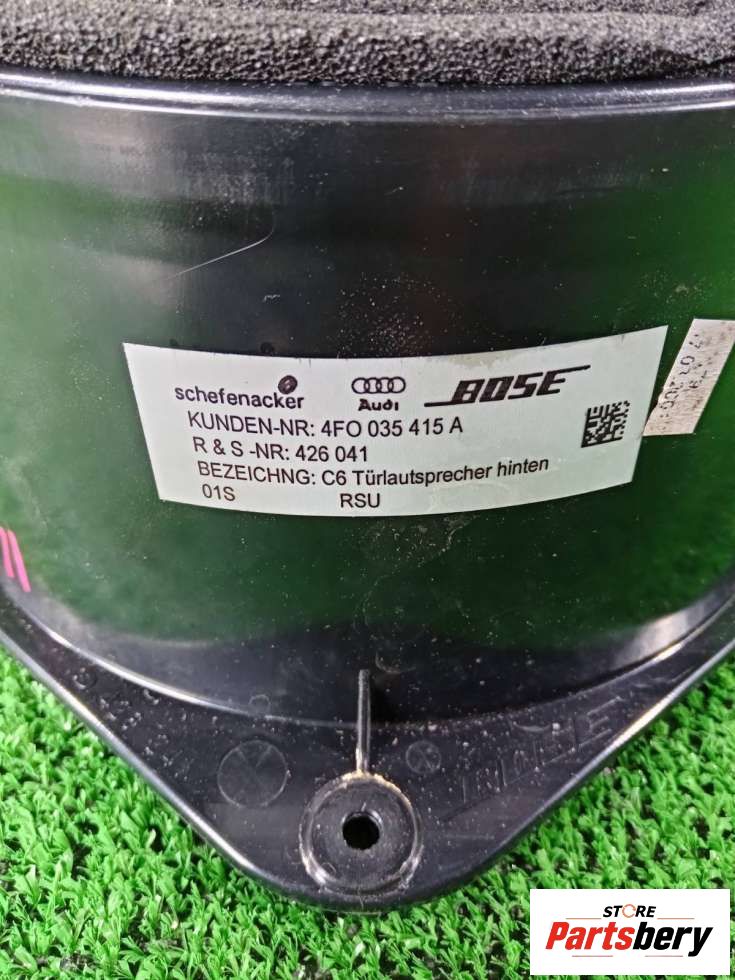 schefenacker Audi BOSE
KUNDEN-NR: 4FO 035 415 A
R & S -NR: 426 041
BEZEICHNG: C6 Türlautsprecher hinten
01S RSU
STORE
Partsbery